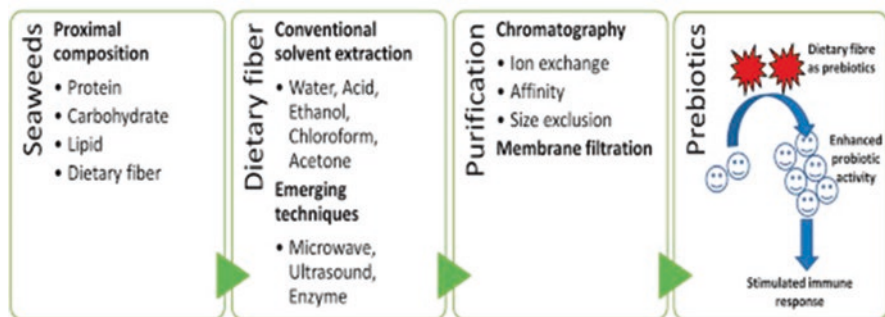 Seaweeds
Proximal
composition
• Protein
• Carbohydrate
• Lipid
• Dietary fiber
Dietary fiber
Conventional
solvent extraction
• Water, Acid,
Ethanol,
Chloroform,
Acetone
Emerging
techniques
• Microwave,
Ultrasound,
Enzyme
Purification
Chromatography
• Ion exchange
• Affinity
• Size exclusion
Membrane filtration
Prebiotics
Dietary fibre
as prebiotics
Enhanced
probiotic
activity
Stimulated immune
response